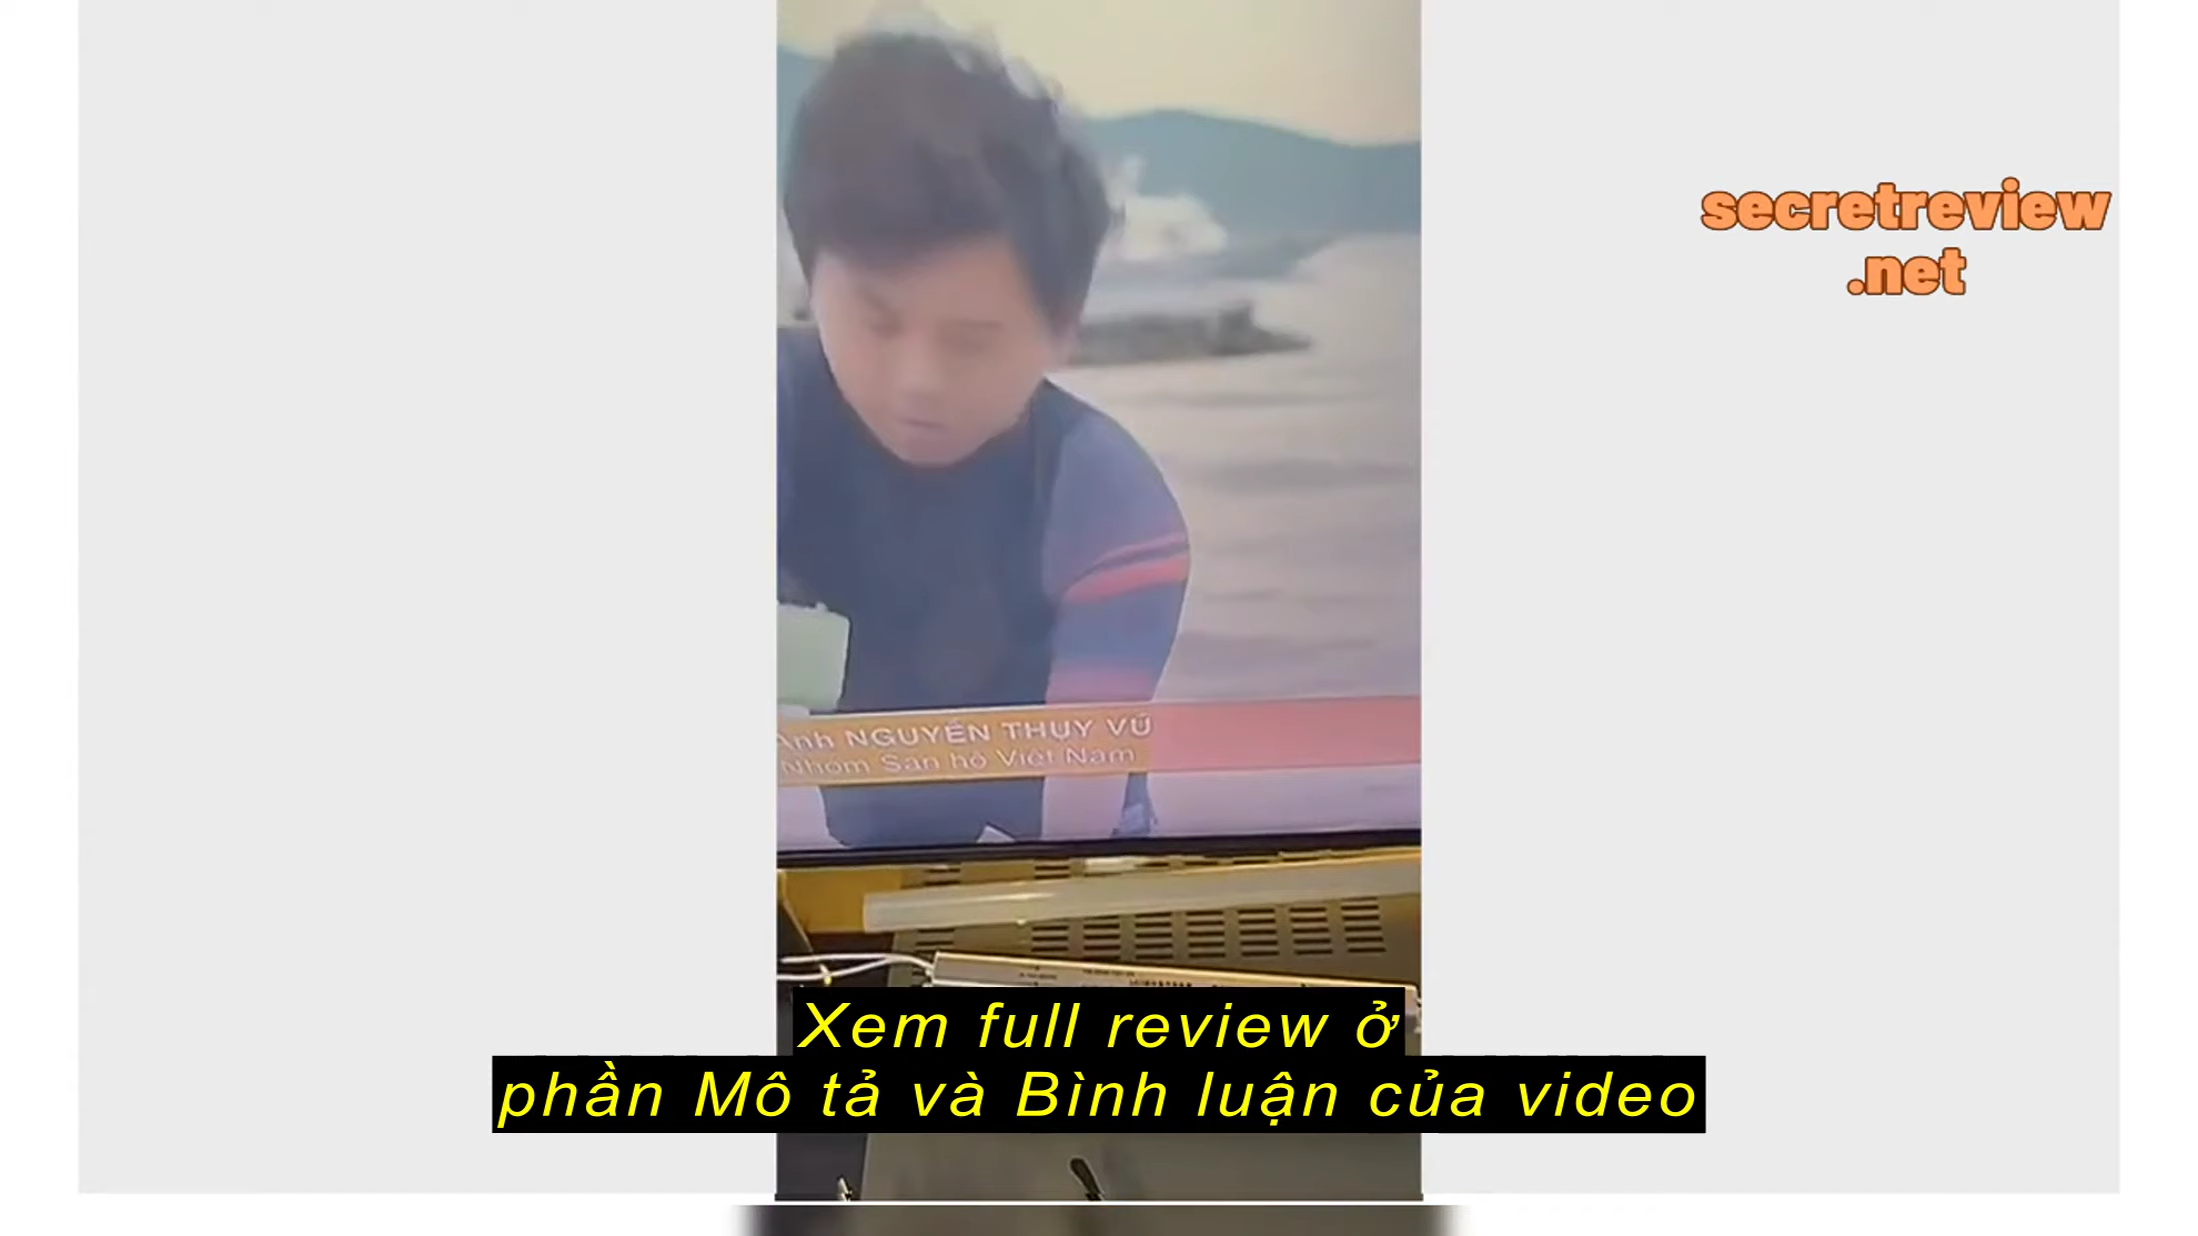 secretreview
.net
Anh NGUYỄN THỤY VŨ
Nhóm San hô Việt Nam
Xem full review ở
phần Mô tả và Bình luận của video